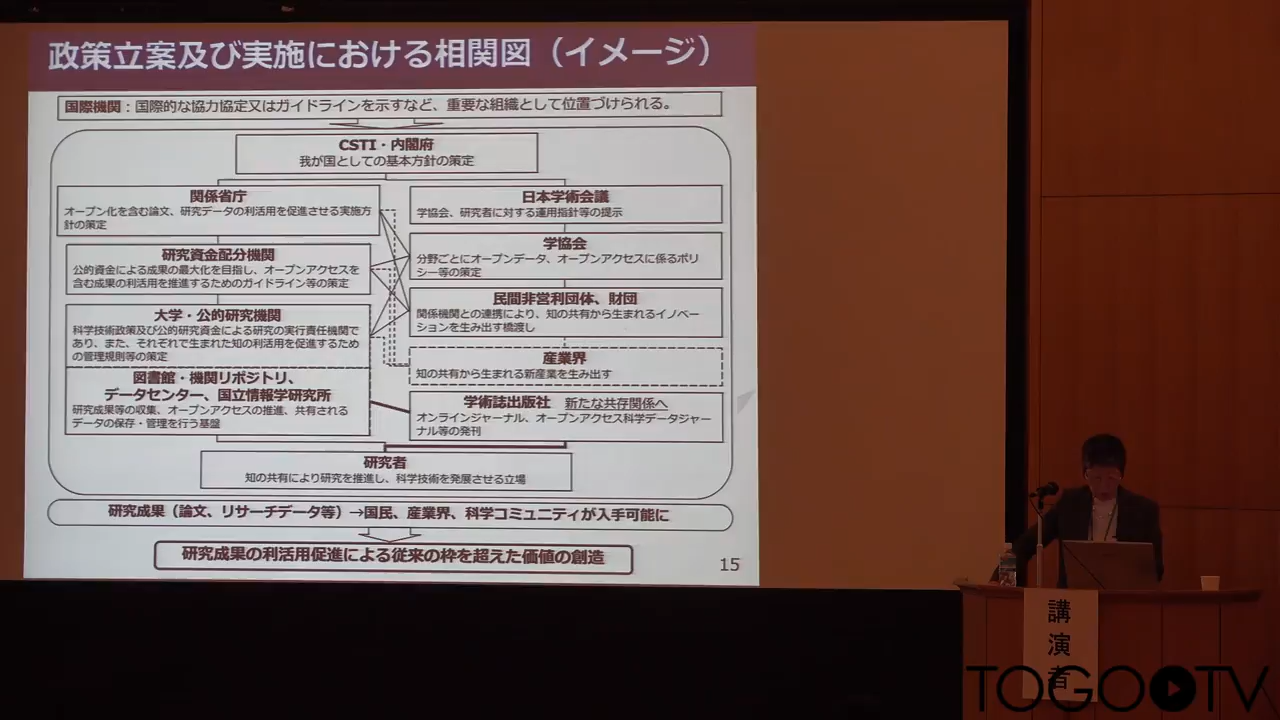 政策立案及び実施における相関図（イメージ）
国際機関：国際的な協力協定又はガイドラインを示すなど、重要な組織として位置づけられる。
CSTI・内閣府
我が国としての基本方針の策定
関係省庁
オープン化を含む論文、研究データの利活用を促進させる実施方
針の策定
研究資金配分機関
公的資金による成果の最大化を目指し、オープンアクセスを
含む成果の利活用を推進するためのガイドライン等の策定
大学・公的研究機関
科学技術政策及び公的研究資金による研究の実行責任機関で
あり、また、それぞれで生まれた知の利活用を促進するため
の管理規則等の策定
図書館・機関リポジトリ、
データセンター、国立情報学研究所
研究成果等の収集、オープンアクセスの推進、共有される
データの保存・管理を行う基盤
日本学術会議
学協会、研究者に対する運用指針等の提示
学協会
分野ごとにオープンデータ、オープンアクセスに係るポリ
シー等の策定
民間非営利団体、財団
関係機関との連携により、知の共有から生まれるイノベー
ションを生み出す橋渡し
産業界
知の共有から生まれる新産業を生み出す
学術誌出版社 新たな共存関係へ
オンラインジャーナル、オープンアクセス科学データジャー
ナル等の発刊
研究者
知の共有により研究を推進し、科学技術を発展させる立場
研究成果（論文、リサーチデータ等）→国民、産業界、科学コミュニティが入手可能に
研究成果の利活用促進による従来の枠を超えた価値の創造
15
講演者
TOGOTV